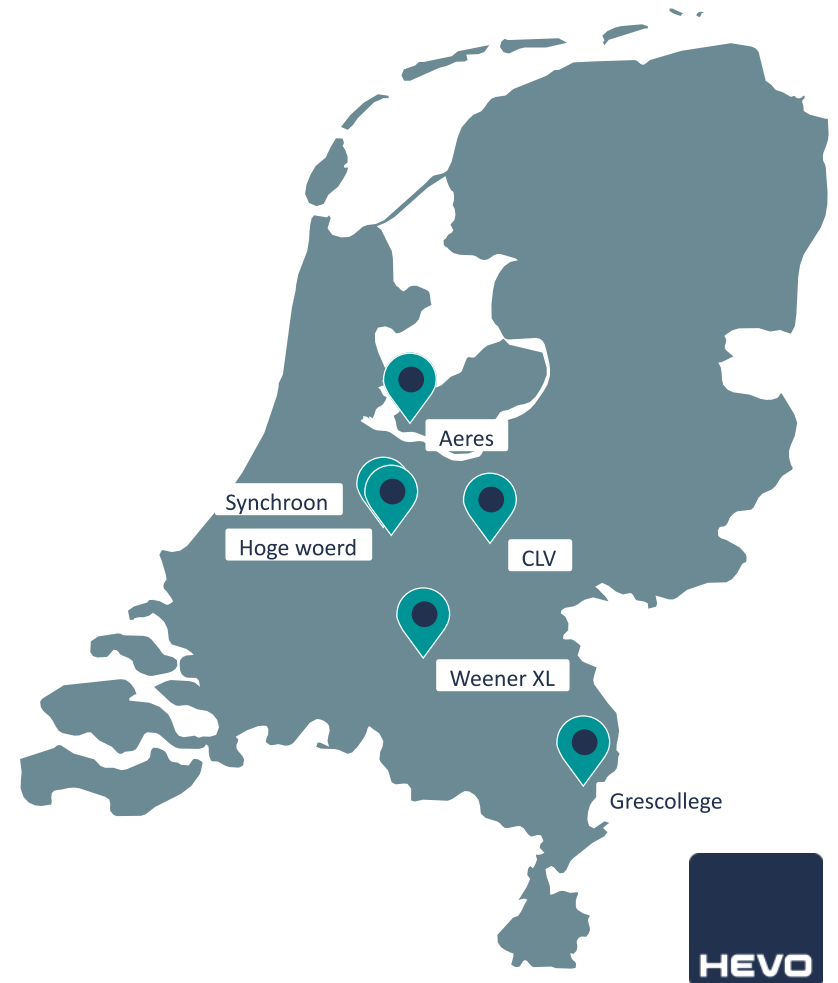 Aeres
Synchroon
Hoge woerd
CLV
Weener XL
Grescollege
HEVO